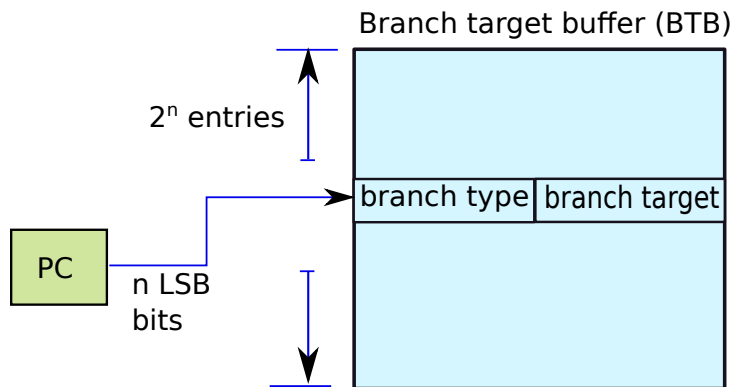 Branch target buffer (BTB)
2ⁿ entries
branch type branch target
PC
n LSB
bits